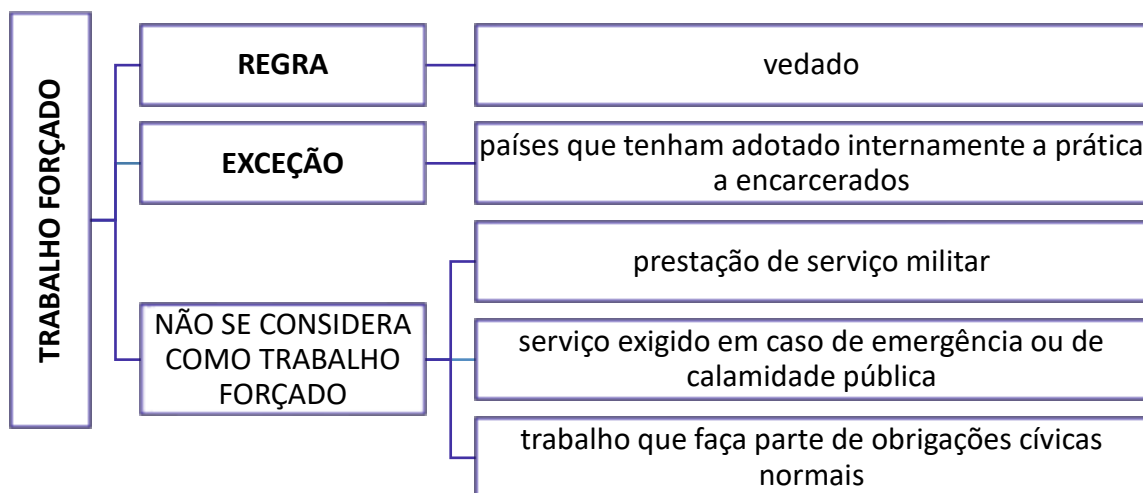 TRABALHO FORÇADO
REGRA
vedado
EXCEÇÃO
países que tenham adotado internamente a prática
a encarcerados
NÃO SE CONSIDERA
COMO TRABALHO
FORÇADO
prestação de serviço militar
serviço exigido em caso de emergência ou de
calamidade pública
trabalho que faça parte de obrigações cívicas
normais